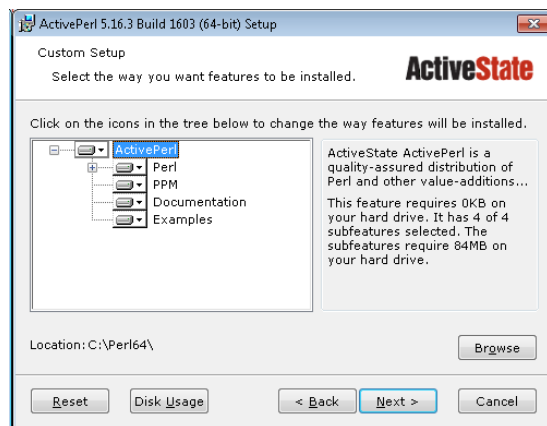 ActivePerl 5.16.3 Build 1603 (64-bit) Setup
Custom Setup
Select the way you want features to be installed.
ActiveState
Click on the icons in the tree below to change the way features will be installed.
ActivePerl
Perl
PPM
Documentation
Examples
ActiveState ActivePerl is a
quality-assured distribution of
Perl and other value-additions...
This feature requires 0KB on
your hard drive. It has 4 of 4
subfeatures selected. The
subfeatures require 84MB on
your hard drive.
Location: C:\Perl64\
Browse
Reset
Disk Usage
< Back
Next >
Cancel